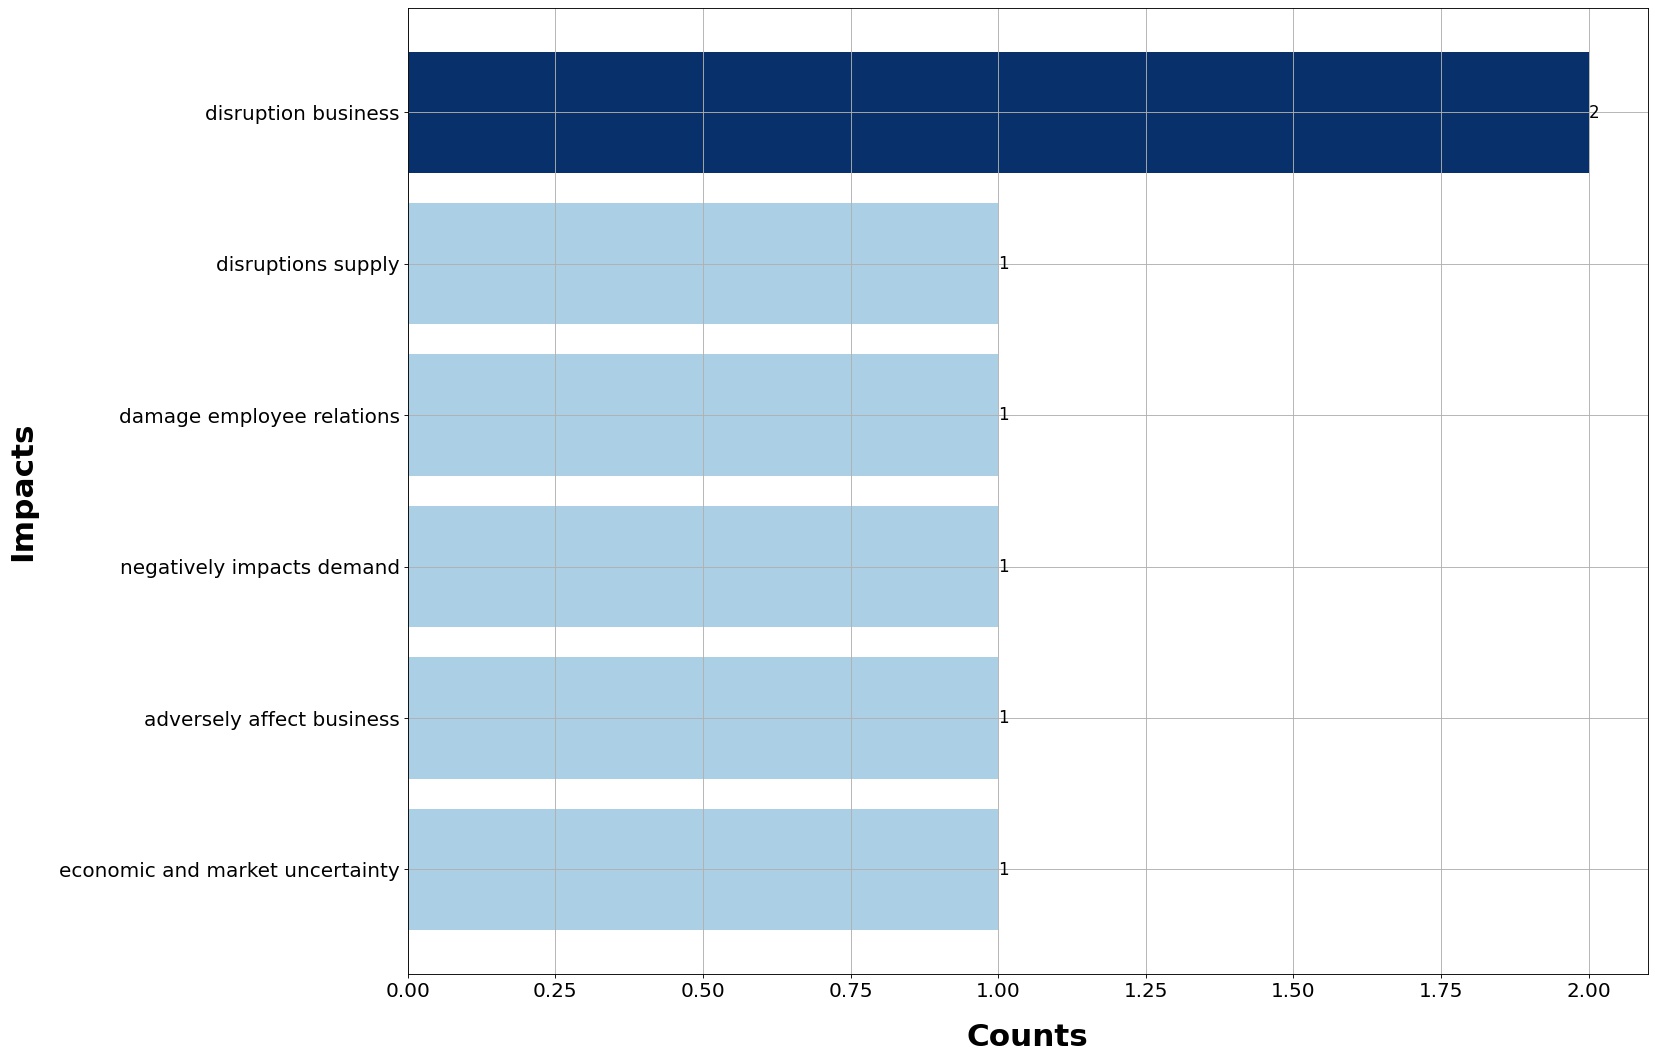 disruption business
2
disruptions supply
1
damage employee relations
1
negatively impacts demand
1
adversely affect business
1
economic and market uncertainty
1
Impacts
0.00 0.25 0.50 0.75 1.00 1.25 1.50 1.75 2.00
Counts